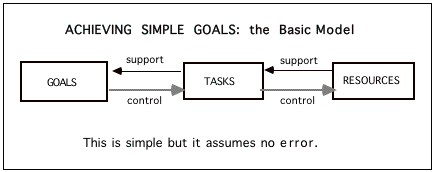 ACHIEVING SIMPLE GOALS: the Basic Model
support
support
GOALS
TASKS
RESOURCES
control
control
This is simple but it assumes no error.